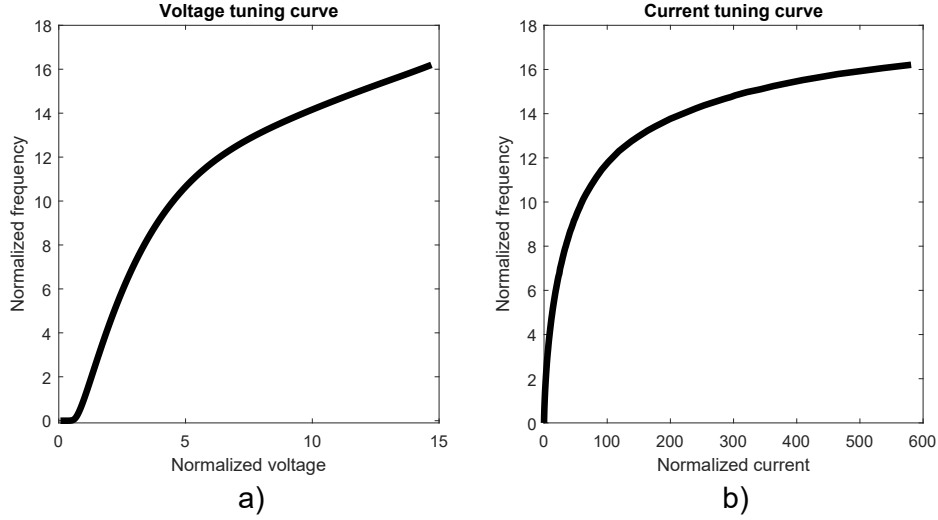 Voltage tuning curve
18
16
14
12
10
8
6
4
2
0
Normalized frequency
0 5 10 15
Normalized voltage
a)
Current tuning curve
18
16
14
12
10
8
6
4
2
0
Normalized frequency
0 100 200 300 400 500 600
Normalized current
b)